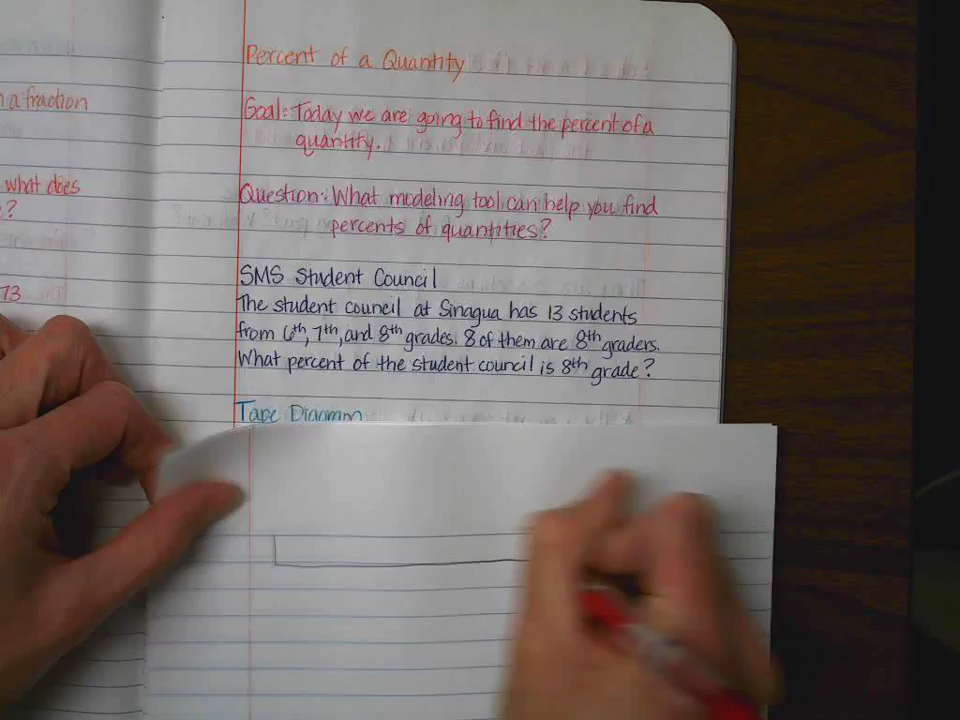 Percent of a Quantity
n a fraction
Goal: Today we are going to find the percent of a
quantity.
what does
?
Question: What modeling tool can help you find
percents of quantities?
SMS Student Council
73
The student council at Sinagua has 13 students
from 6th, 7th, and 8th grades. 8 of them are 8th graders.
What percent of the student council is 8th grade?
Tape Diagram